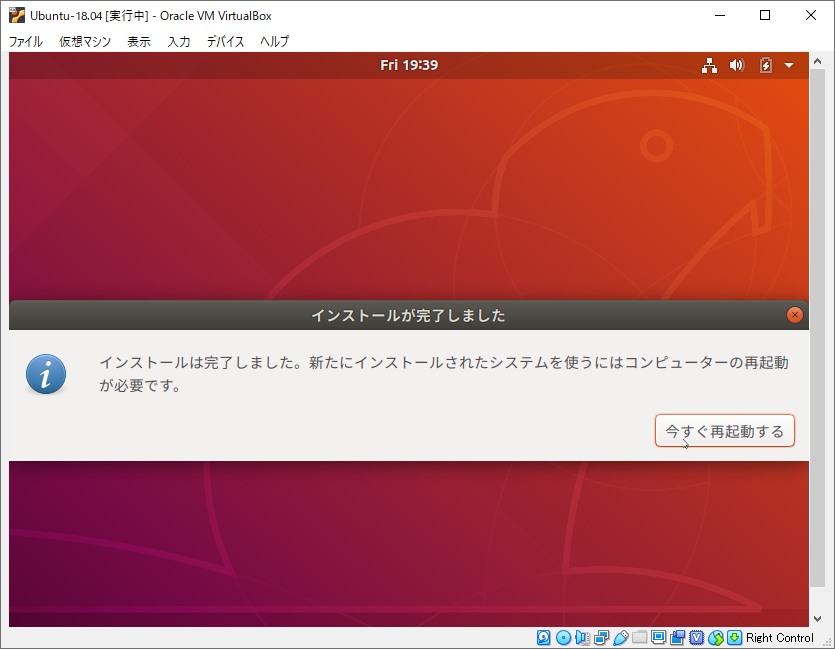 Ubuntu-18.04 [実行中] - Oracle VM VirtualBox
ファイル 仮想マシン 表示 入力 デバイス ヘルプ
Fri 19:39
インストールが完了しました
インストールは完了しました。新たにインストールされたシステムを使うにはコンピューターの再起動
が必要です。
今すぐ再起動する
Right Control